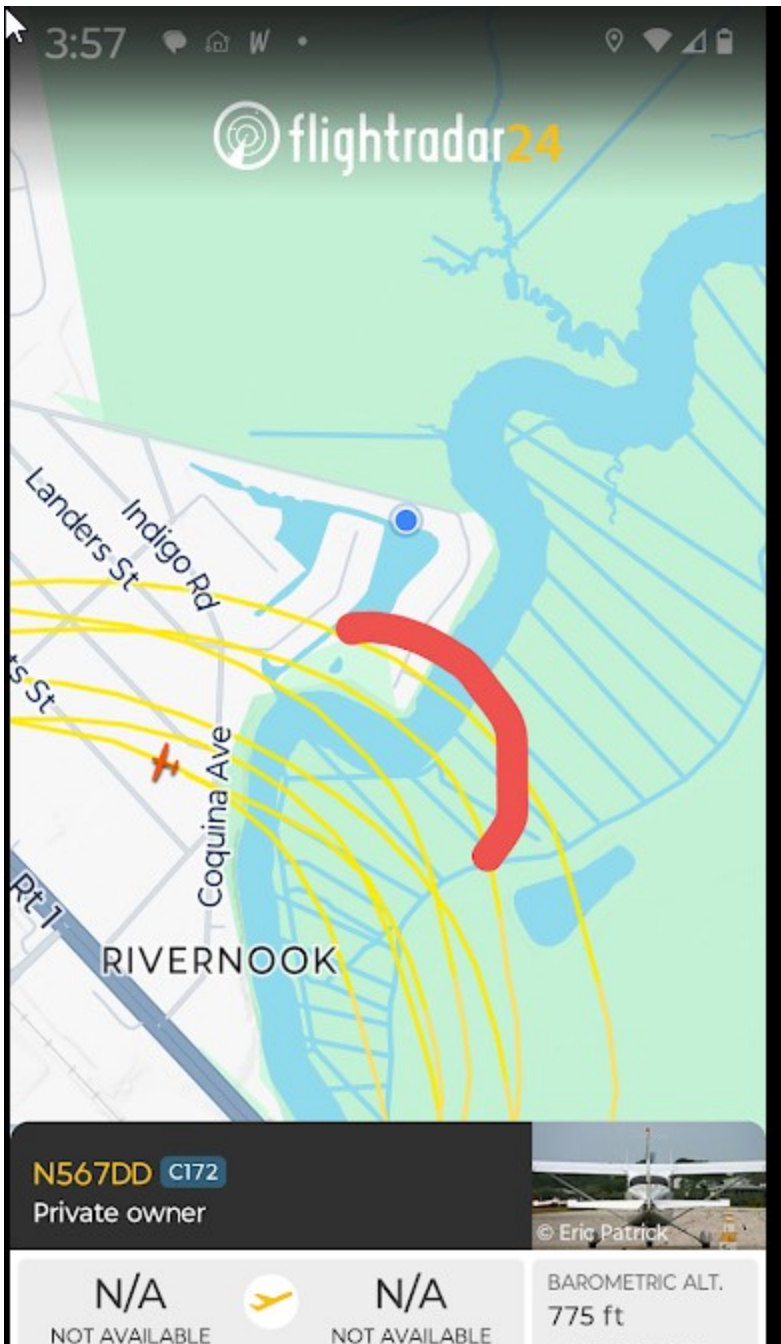 3:57
flightradar24
Landers St
Indigo Rd
ts St
Coquina Ave
Rt 1
RIVERNOOK
N567DD C172
Private owner
© Eric Patrick
N/A N/A BAROMETRIC ALT.
NOT AVAILABLE NOT AVAILABLE 775 ft